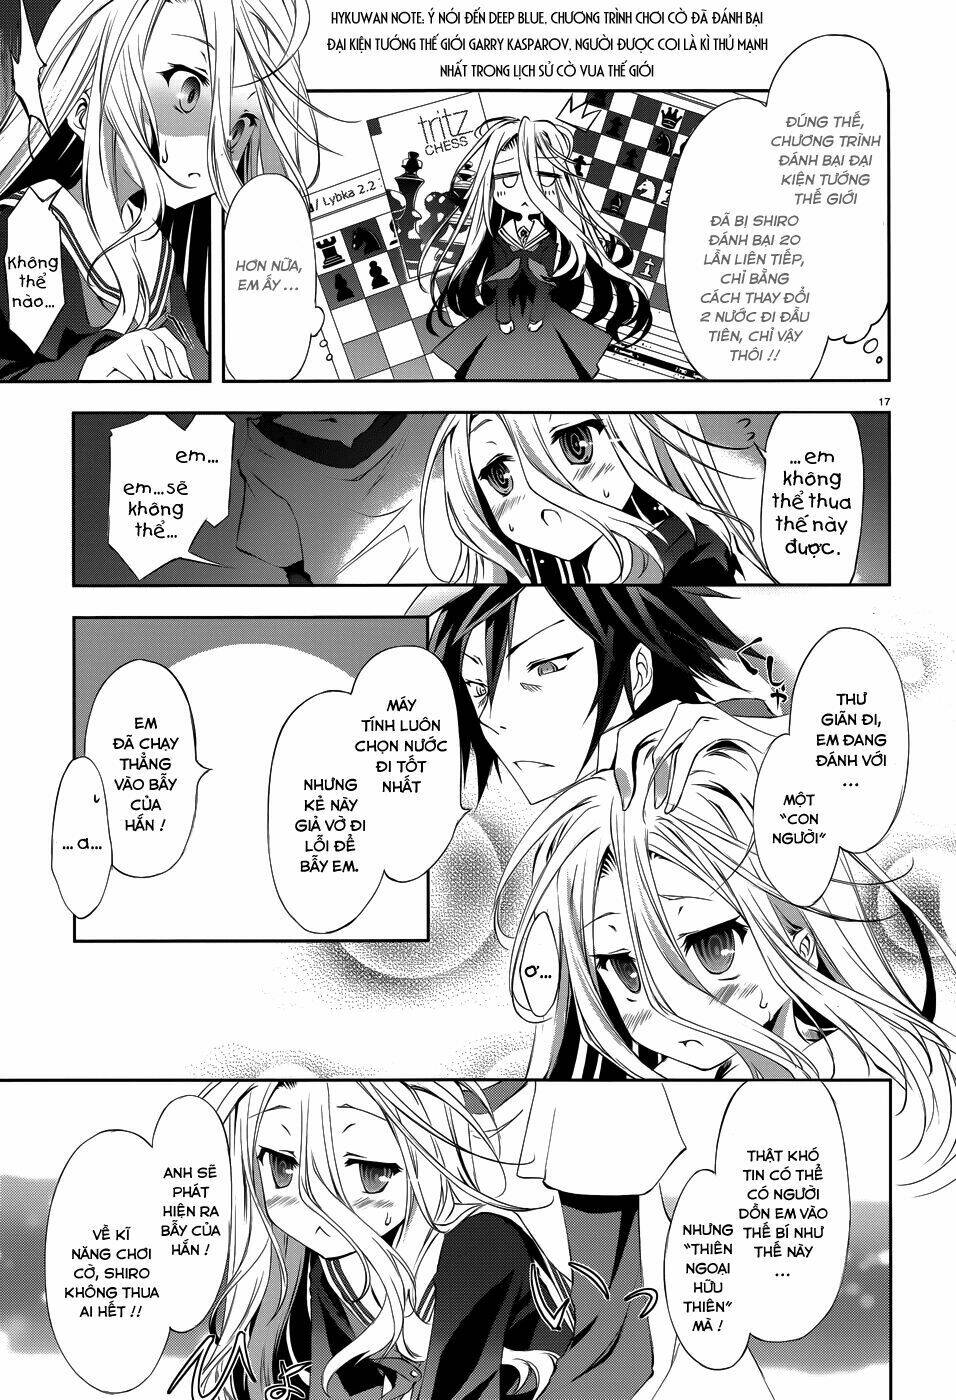 HYKUWAN NOTE: Ý NÓI ĐẾN DEEP BLUE, CHƯƠNG TRÌNH CHƠI CỜ ĐÃ ĐÁNH BẠI
ĐẠI KIỆN TƯỚNG THẾ GIỚI GARRY KASPAROV, NGƯỜI ĐƯỢC COI LÀ KÌ THỦ MẠNH
NHẤT TRONG LỊCH SỬ CỜ VUA THẾ GIỚI
ĐÚNG THẾ,
CHƯƠNG TRÌNH
ĐÁNH BẠI ĐẠI
KIỆN TƯỚNG
THẾ GIỚI
ĐÃ BỊ SHIRO
ĐÁNH BẠI 20
LẦN LIÊN TIẾP,
CHỈ BẰNG
CÁCH THAY ĐỔI
2 NƯỚC ĐI ĐẦU
TIÊN, CHỈ VẬY
THÔI !!
tritz
CHESS
/ Lybka 2.2
HƠN NỮA,
EM ẤY ...
Không
thể
nào...
17
...em
không
thể thua
thế này
được.
em...
em...sẽ
không
thể...
THƯ
GIÃN ĐI,
EM ĐANG
ĐÁNH VỚI
...
MỘT
"CON
NGƯỜI"
Ơ...
MÁY
TÍNH LUÔN
CHỌN NƯỚC
ĐI TỐT
NHẤT
NHƯNG
KẺ NÀY
GIẢ VỜ ĐI
LỖI ĐỂ
BẪY EM.
EM
ĐÃ CHẠY
THẲNG
VÀO BẪY
CỦA
HẮN !
... a...
THẬT KHÓ
TIN CÓ THỂ
CÓ NGƯỜI
DỒN EM VÀO
THẾ BÍ NHƯ
THẾ NÀY
...
NHƯNG
"THIÊN
NGOẠI
HỮU
THIÊN"
MÀ !
ANH SẼ
PHÁT
HIỆN RA
BẪY CỦA
HẮN !
VỀ KĨ
NĂNG CHƠI
CỜ, SHIRO
KHÔNG THUA
AI HẾT !!